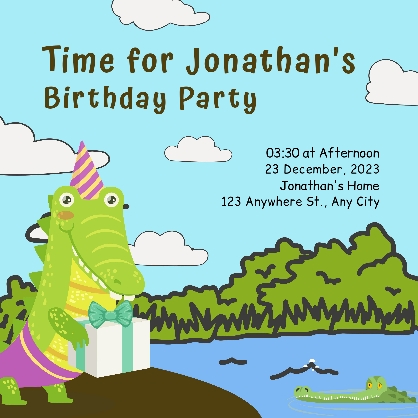 Time for Jonathan's
Birthday Party
03:30 at Afternoon
23 December, 2023
Jonathan's Home
123 Anywhere St., Any City